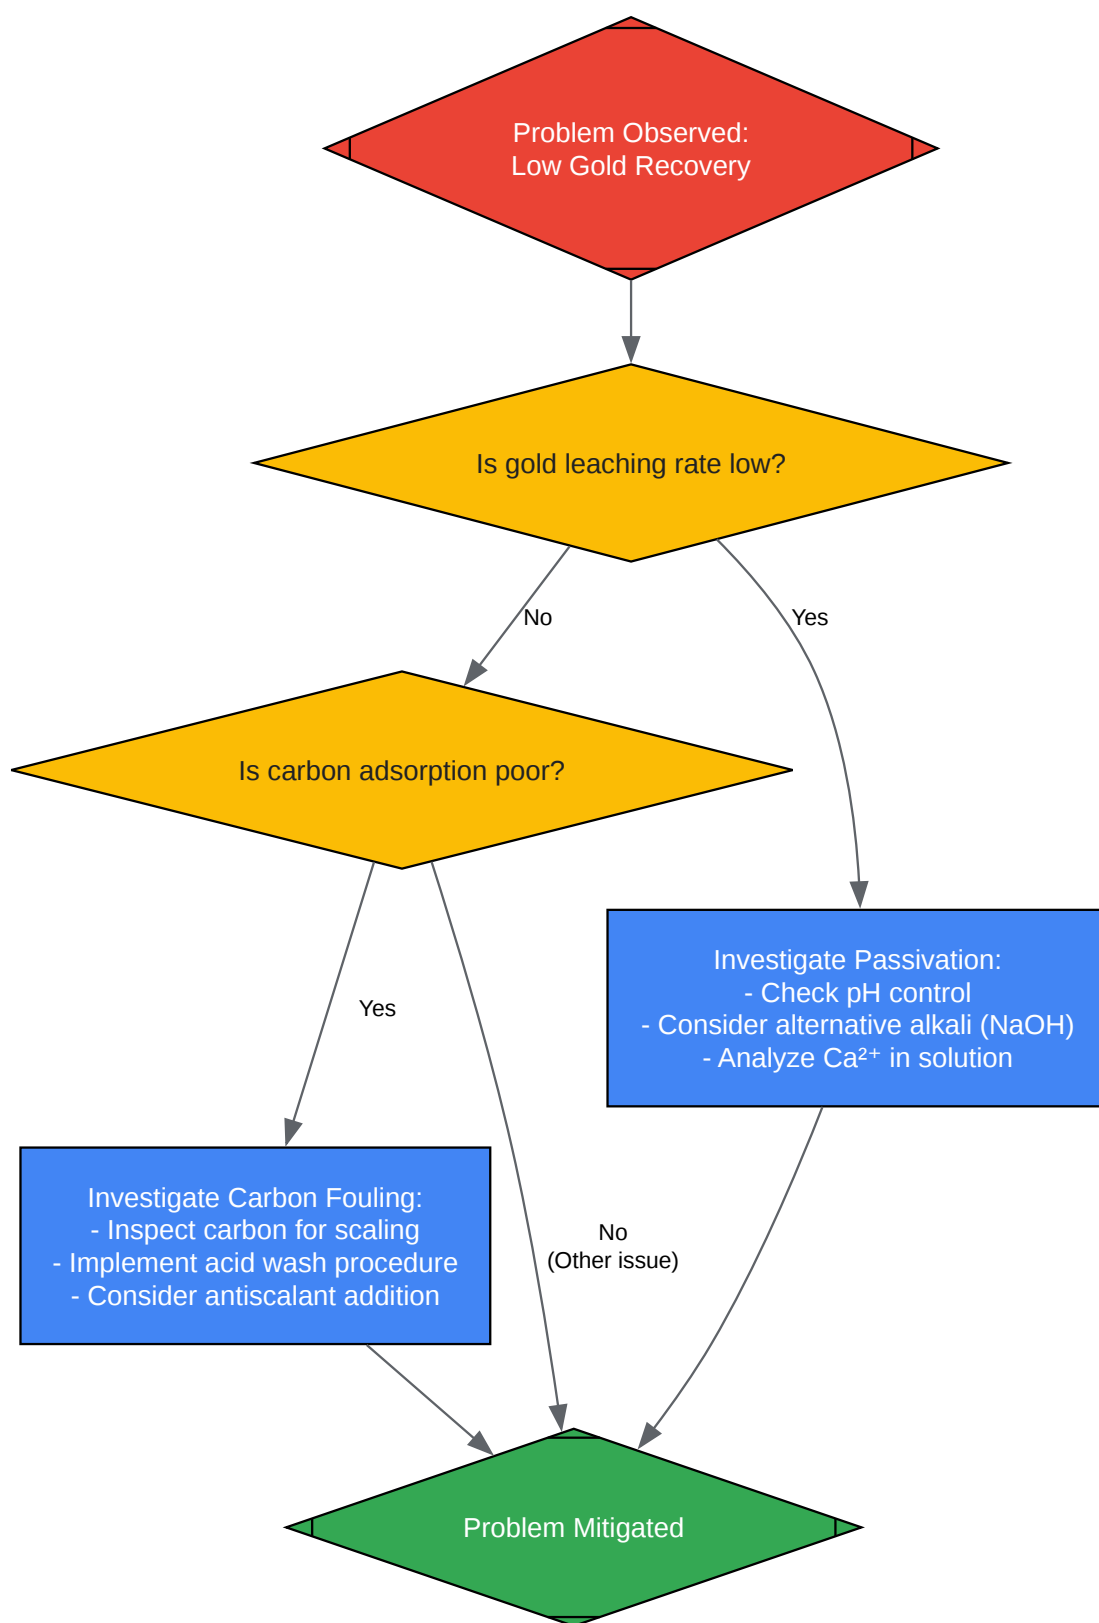 Problem Observed:
Low Gold Recovery
Is gold leaching rate low?
No
Yes
Is carbon adsorption poor?
Investigate Passivation:
- Check pH control
- Consider alternative alkali (NaOH)
- Analyze Ca²⁺ in solution
Yes
Investigate Carbon Fouling:
- Inspect carbon for scaling
- Implement acid wash procedure
- Consider antiscalant addition
No
(Other issue)
Problem Mitigated